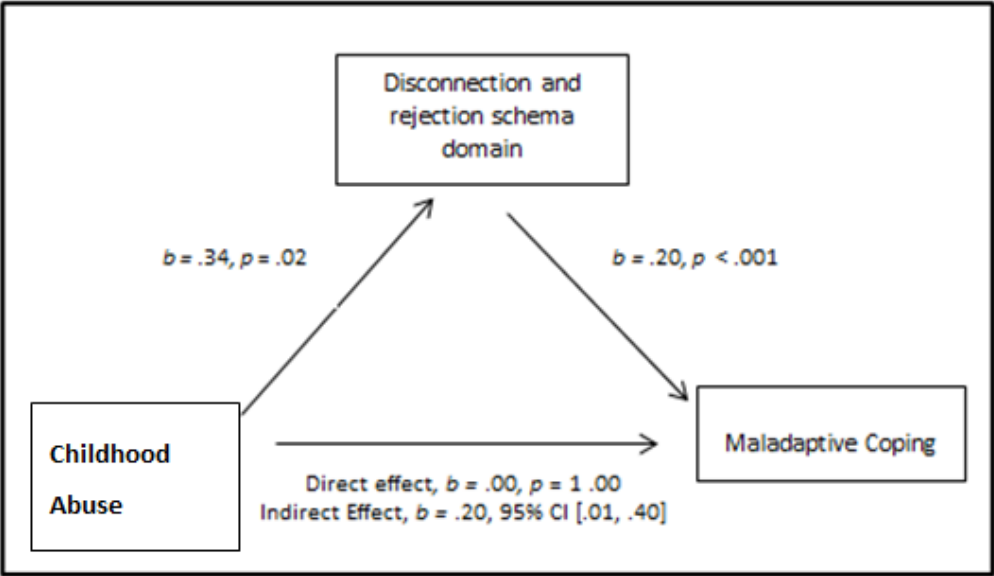 Disconnection and
rejection schema
domain
b = .34, p = .02
b = .20, p < .001
Childhood
Abuse
Maladaptive Coping
Direct effect, b = .00, p = 1 .00
Indirect Effect, b = .20, 95% CI [.01, .40]